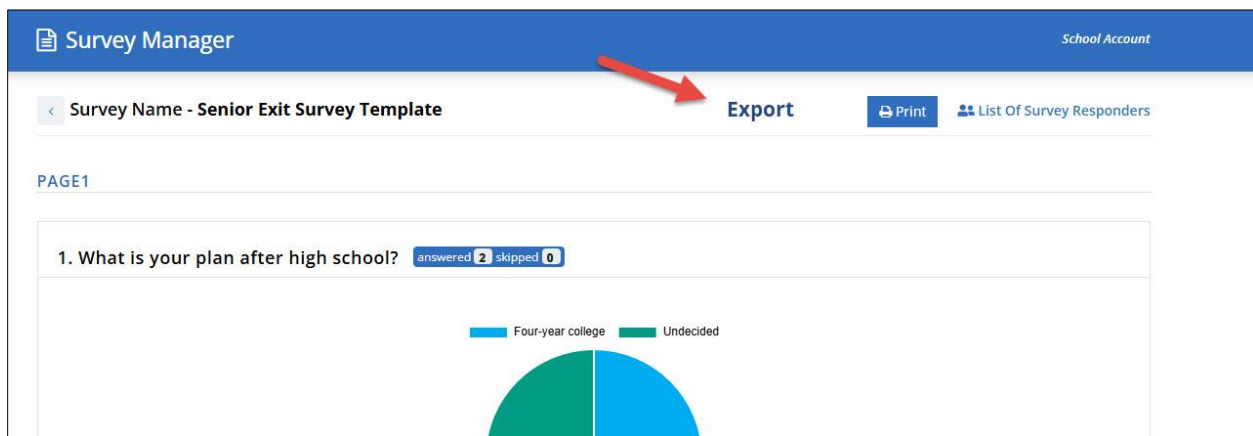 Survey Manager
School Account
Survey Name - Senior Exit Survey Template
Export
Print
List Of Survey Responders
PAGE1
1. What is your plan after high school? answered 2 skipped 0
Four-year college Undecided